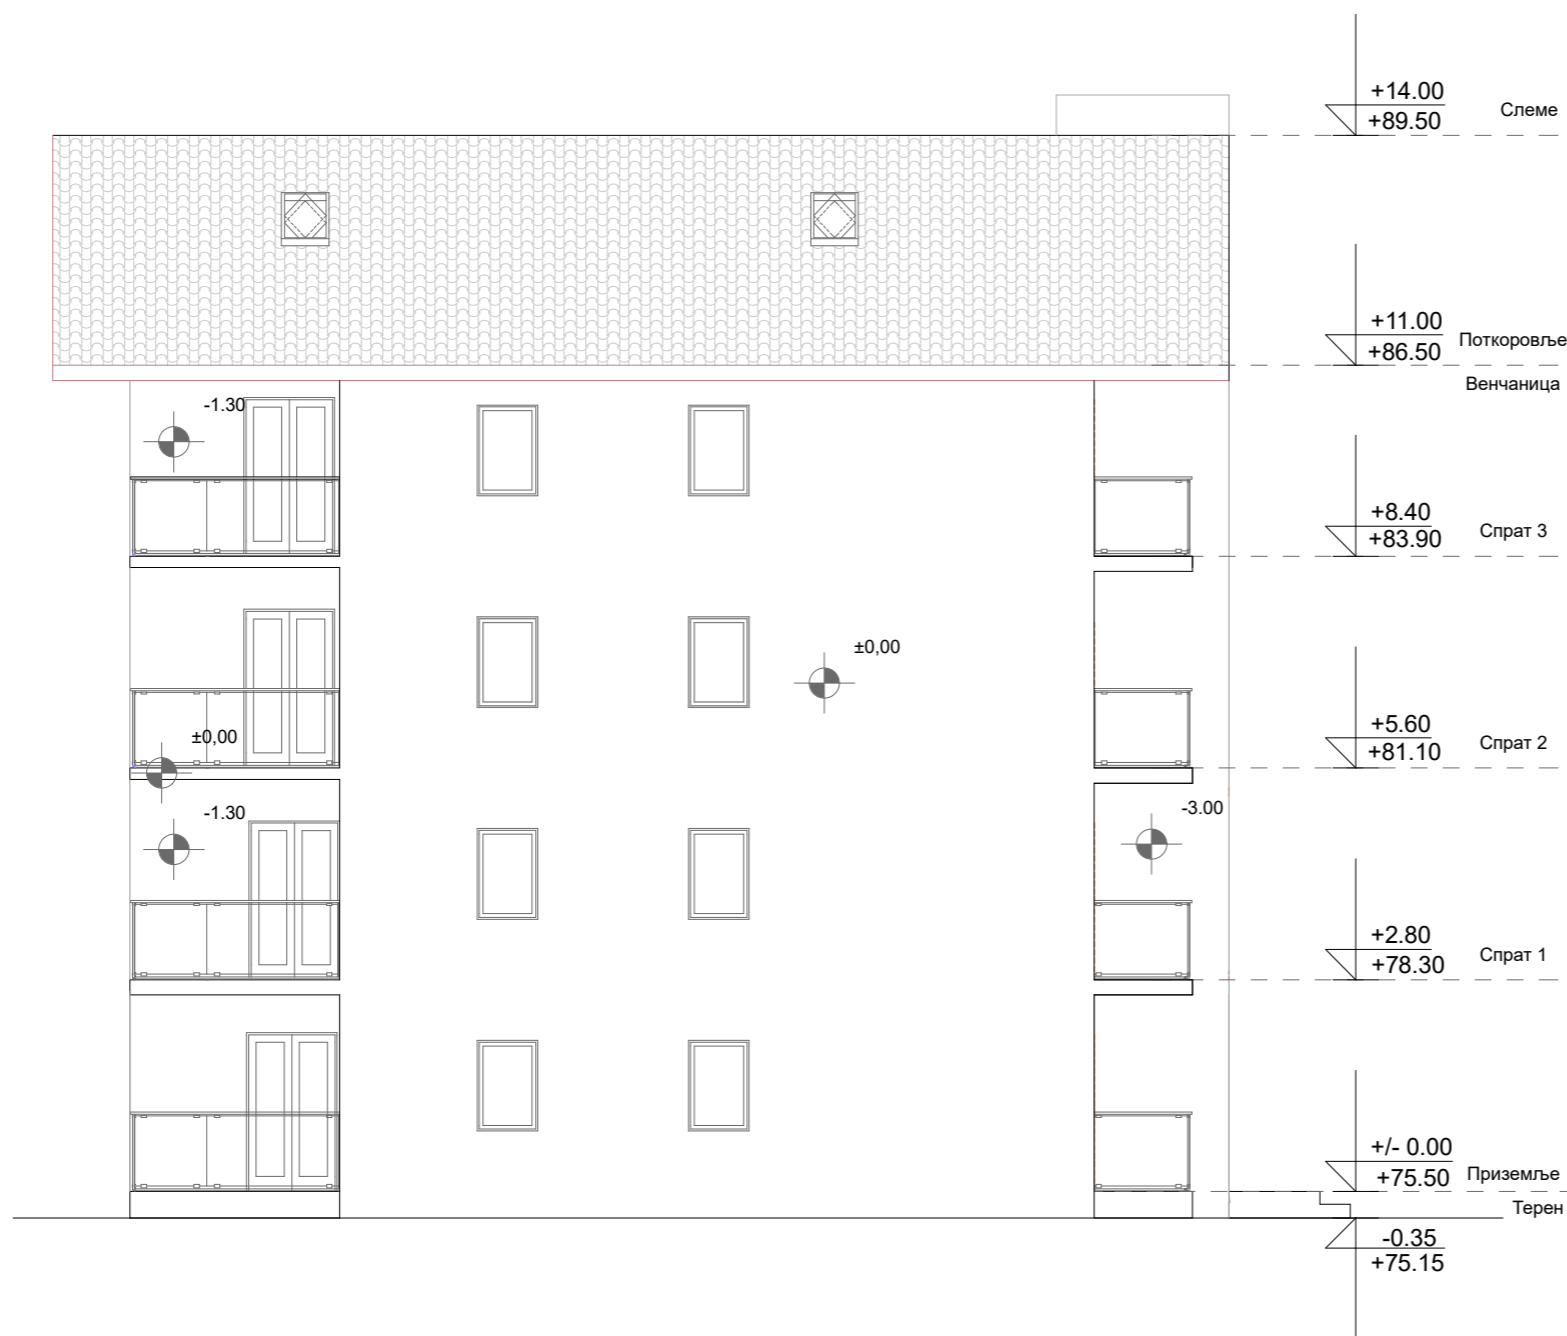 +14.00
+89.50
Слеме
+11.00
+86.50
Поткоровље
Венчаница
-1.30
+8.40
+83.90
Спрат 3
±0,00
±0,00
+5.60
+81.10
Спрат 2
-1.30
-3.00
+2.80
+78.30
Спрат 1
+/- 0.00
+75.50
Приземље
Терен
-0.35
+75.15